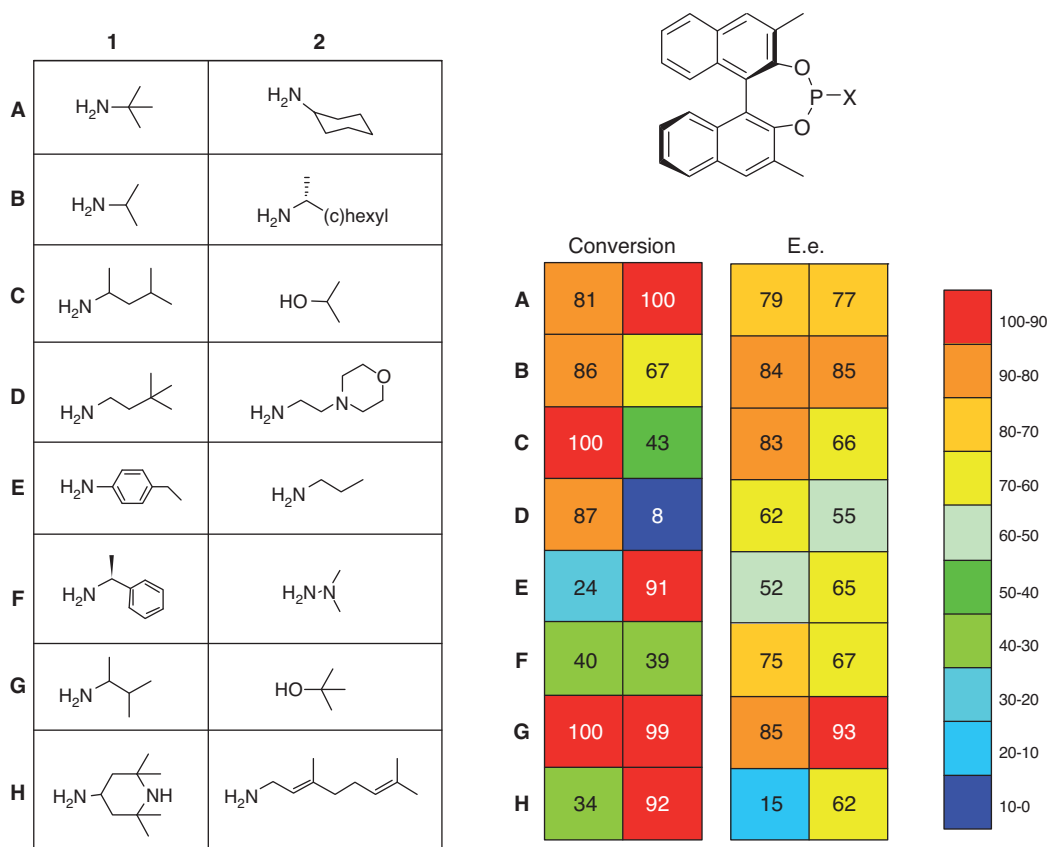 1 2
A H₂N H₂N
B H₂N H₂N (c)hexyl
C H₂N HO
D H₂N H₂N N O
E H₂N H₂N
F H₂N H₂N N
G H₂N HO
H H₂N NH H₂N
O
P X
O
Conversion E.e.
A 81 100 79 77
B 86 67 84 85
C 100 43 83 66
D 87 8 62 55
E 24 91 52 65
F 40 39 75 67
G 100 99 85 93
H 34 92 15 62
100-90
90-80
80-70
70-60
60-50
50-40
40-30
30-20
20-10
10-0